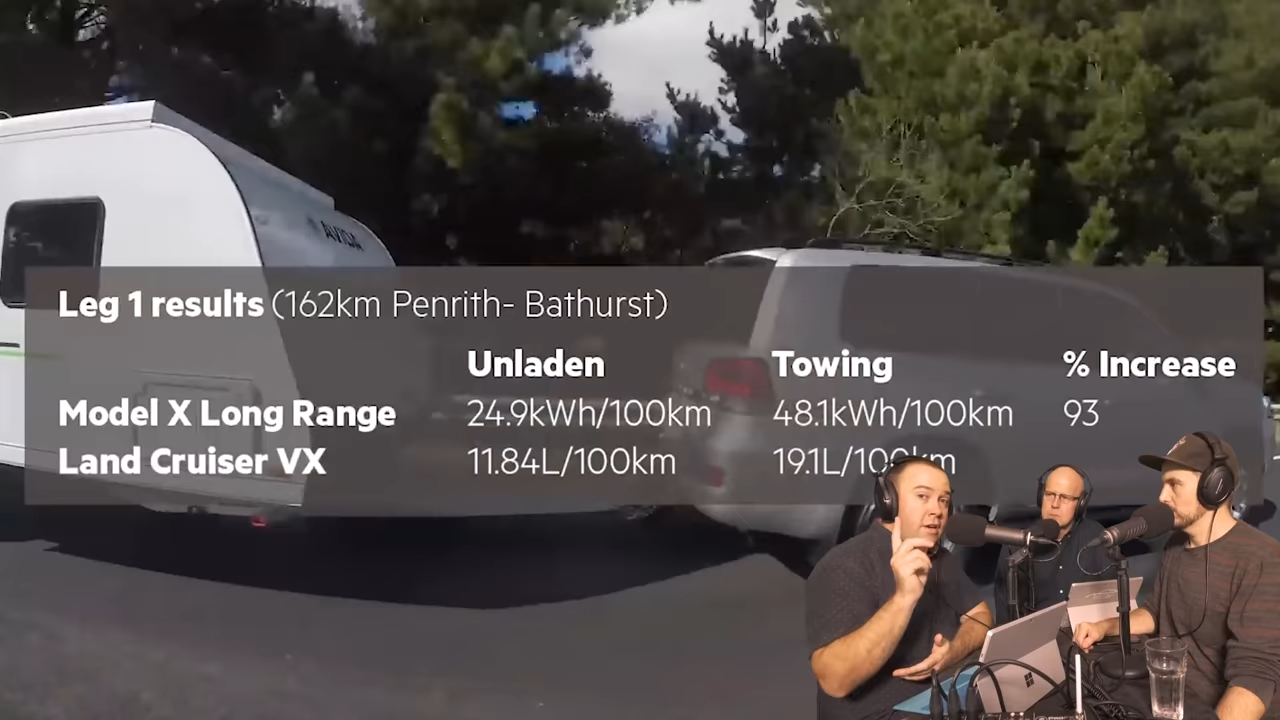 AVIDA
Leg 1 results (162km Penrith- Bathurst)
Unladen Towing % Increase
Model X Long Range 24.9kWh/100km 48.1kWh/100km 93
Land Cruiser VX 11.84L/100km 19.1L/100km